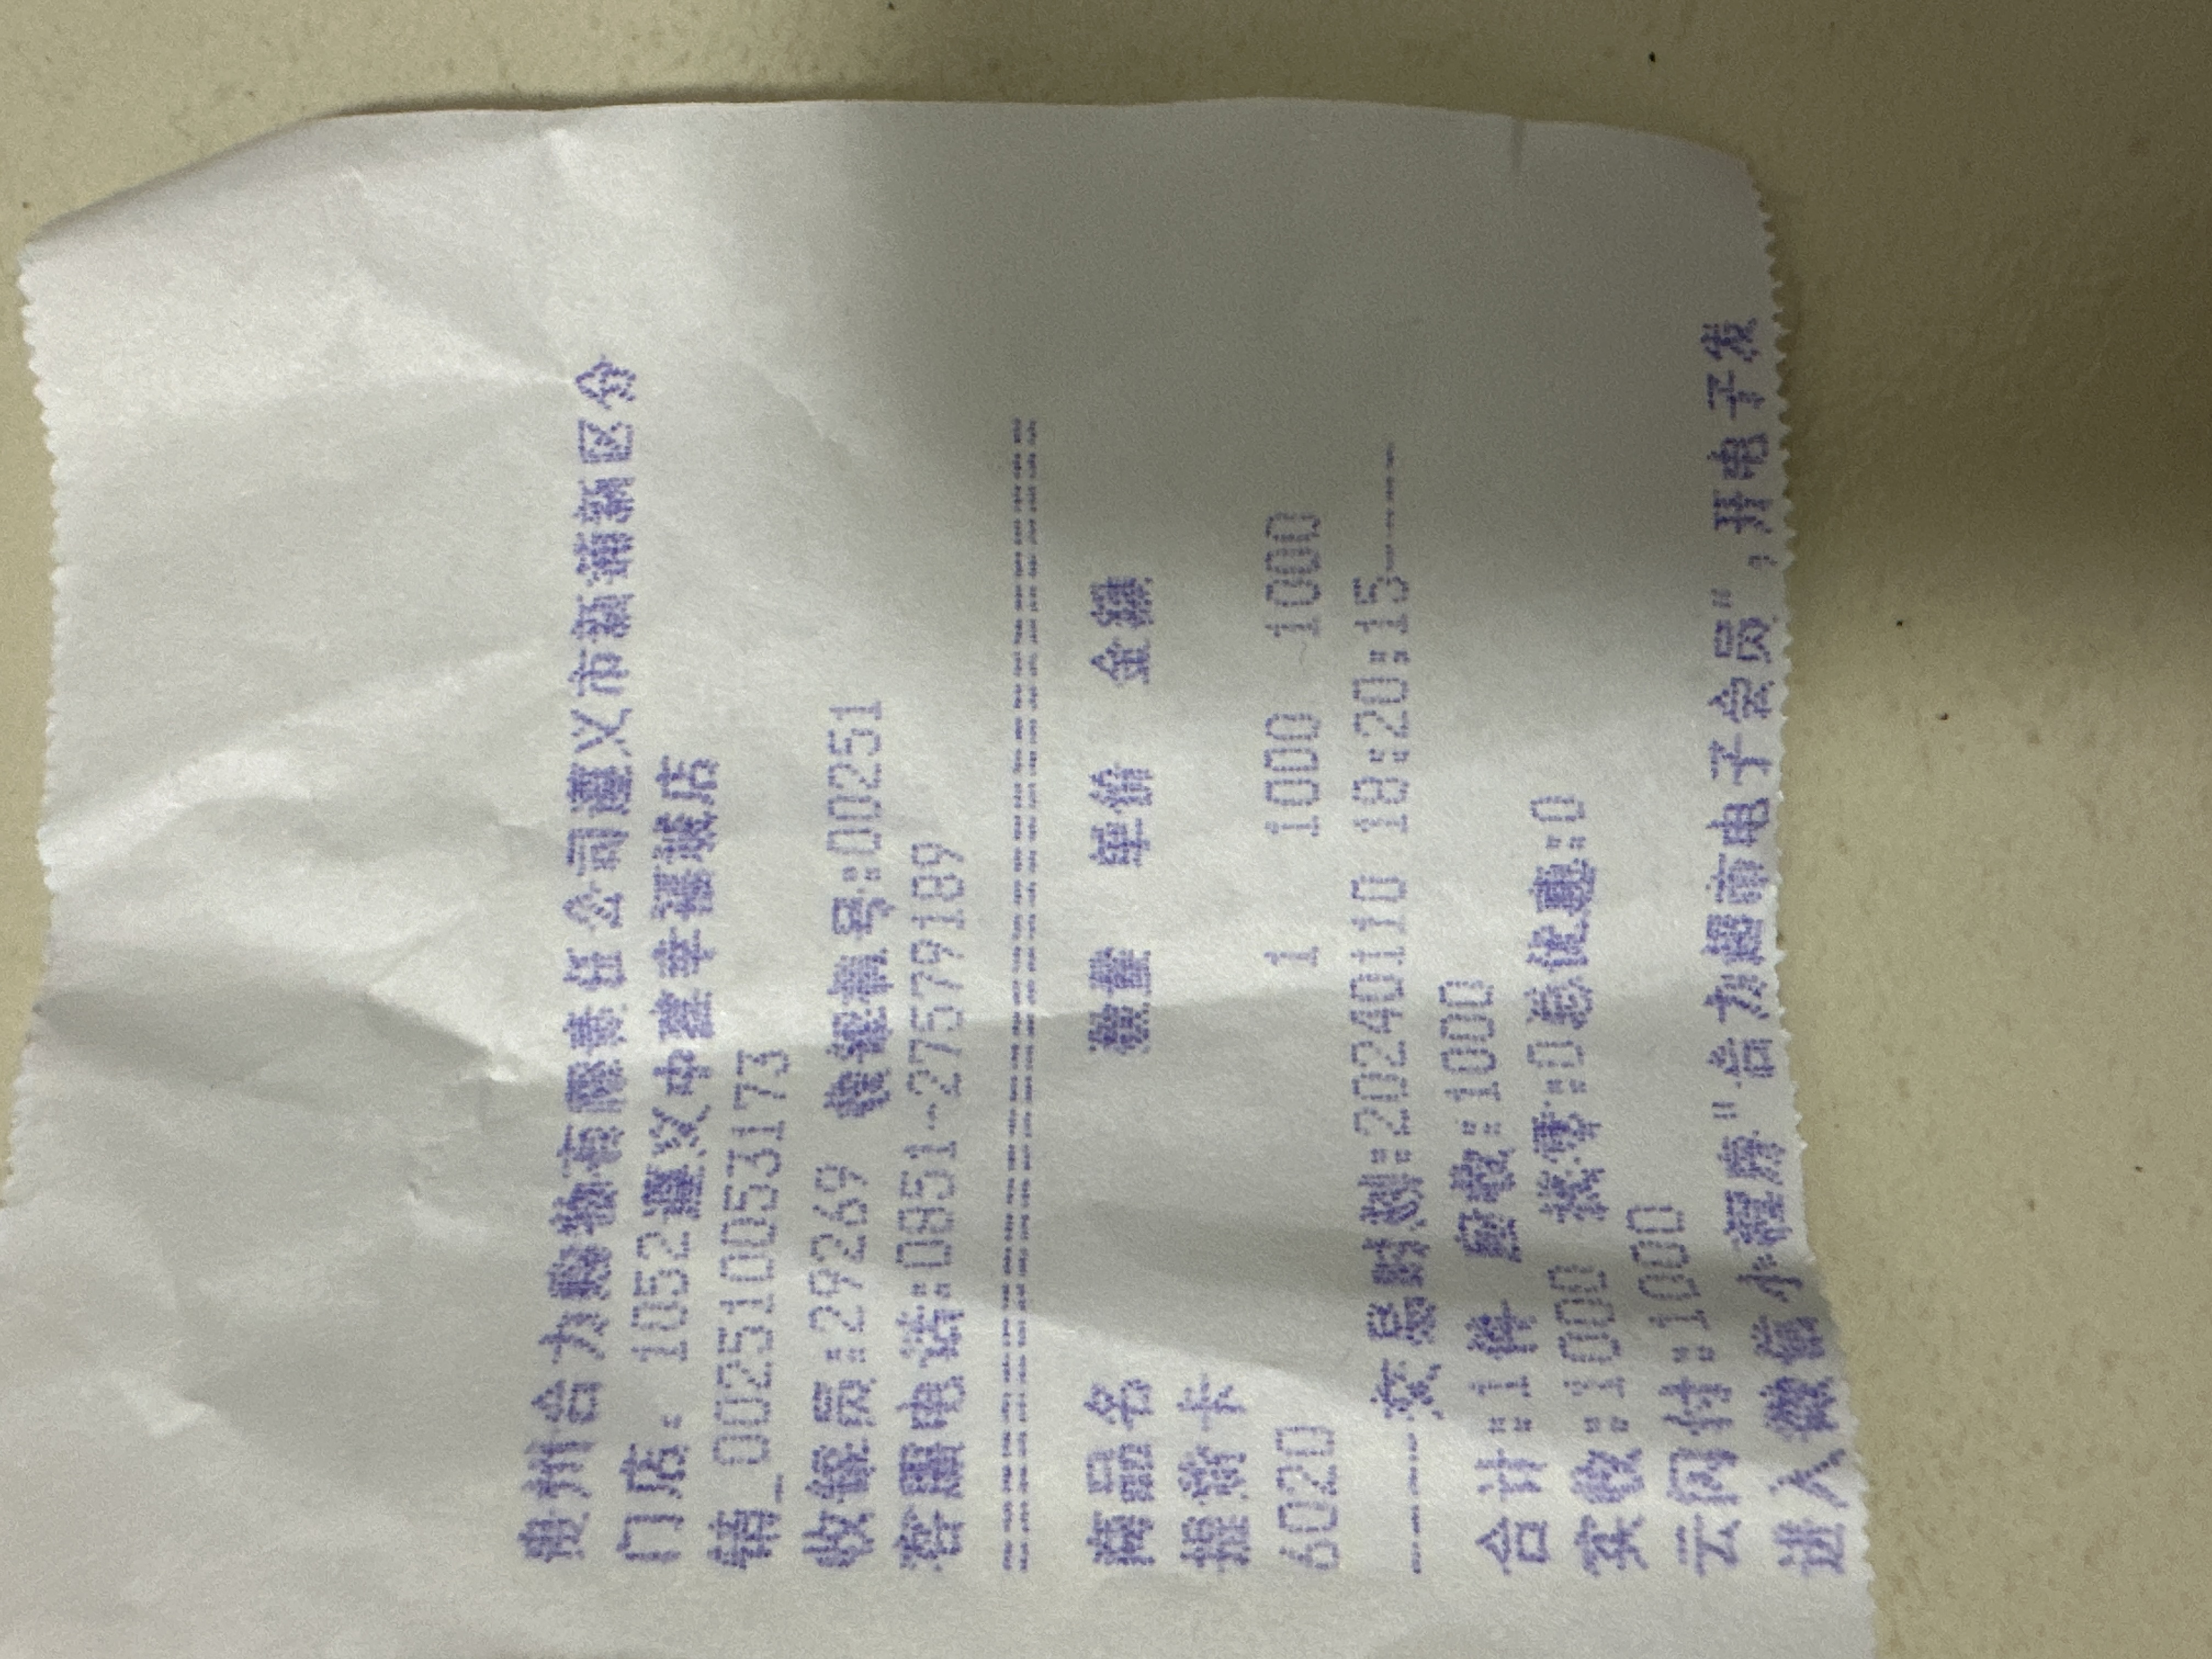 贵州合力购物有限责任公司遵义市新蒲新区分
门店: 1052遵义中建幸福城店
销_002510053173
收银员:29269 收银机号:00251
客服电话:0851-27579189
================================
商品名 数量 单价 金额
提货卡
6020 1 1000 1000
-----交易时刻:20240110 18:20:15-----
合计:1件 应收:1000
实收:1000 找零:0总优惠:0
云闪付:1000
进入微信小程序"合力超市电子会员",开电子发